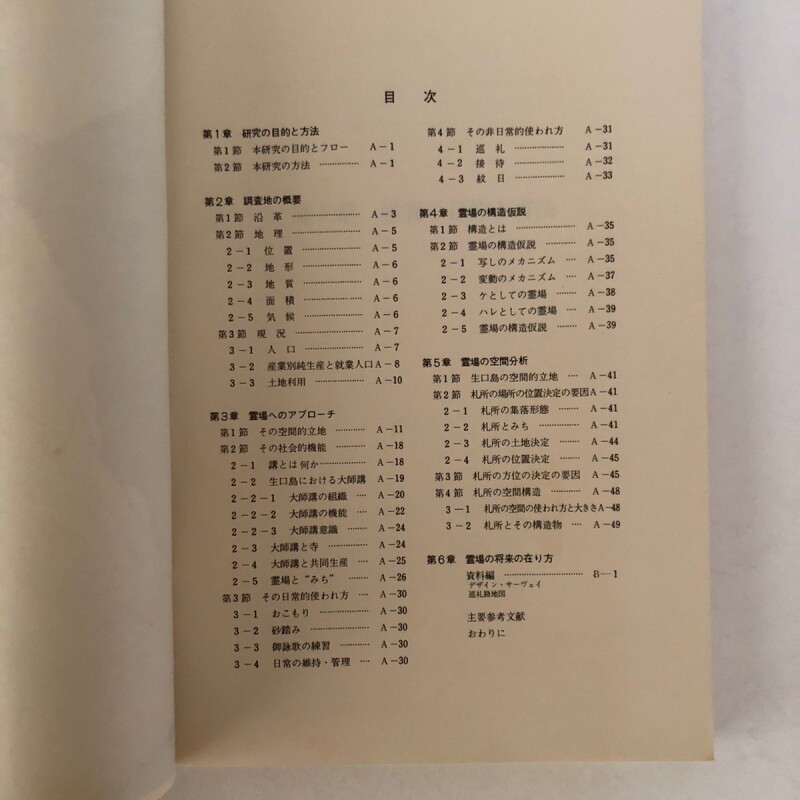 目次
第1章 研究の目的と方法
第1節 本研究の目的とフロー A-1
第2節 本研究の方法 …………… A-1
第2章 調査地の概要
第1節 沿革 …………… A-3
第2節 地理 …………… A-5
2-1 位置 …………… A-5
2-2 地形 …………… A-6
2-3 地質 …………… A-6
2-4 面積 …………… A-6
2-5 気候 …………… A-6
第3節 現況 …………… A-7
3-1 人口 …………… A-7
3-2 産業別純生産と就業人口 A-8
3-3 土地利用 …………… A-10
第3章 霊場へのアプローチ
第1節 その空間的立地 ………… A-11
第2節 その社会的機能 ………… A-18
2-1 講とは何か …………… A-18
2-2 生口島における大師講 A-19
2-2-1 大師講の組織 …… A-20
2-2-2 大師講の機能 …… A-22
2-2-3 大師講意識 ……… A-24
2-3 大師講と寺 ………… A-24
2-4 大師講と共同生産 …… A-25
2-5 霊場と“みち” ……… A-26
第3節 その日常的使われ方 …… A-30
3-1 おこもり …………… A-30
3-2 砂踏み …………… A-30
3-3 御詠歌の練習 ……… A-30
3-4 日常の維持・管理 …… A-30
第4節 その非日常的使われ方 A-31
4-1 巡礼 …………… A-31
4-2 接待 …………… A-32
4-3 紋日 …………… A-33
第4章 霊場の構造仮説
第1節 構造とは …………… A-35
第2節 霊場の構造仮説 ………… A-35
2-1 写しのメカニズム …… A-35
2-2 変動のメカニズム …… A-37
2-3 ケとしての霊場 ……… A-38
2-4 ハレとしての霊場 …… A-39
2-5 霊場の構造仮説 ……… A-39
第5章 霊場の空間分析
第1節 生口島の空間的立地 …… A-41
第2節 札所の場所の位置決定の要因 A-41
2-1 札所の集落形態 ……… A-41
2-2 札所とみち ………… A-41
2-3 札所の土地決定 ……… A-44
2-4 札所の位置決定 ……… A-45
第3節 札所の方位の決定の要因 A-45
第4節 札所の空間構造 ………… A-48
3-1 札所の空間の使われ方と大きさ A-48
3-2 札所とその構造物 …… A-49
第6章 霊場の将来の在り方
資料編 …………… B-1
デザイン・サーヴェイ
巡礼路地図
主要参考文献
おわりに